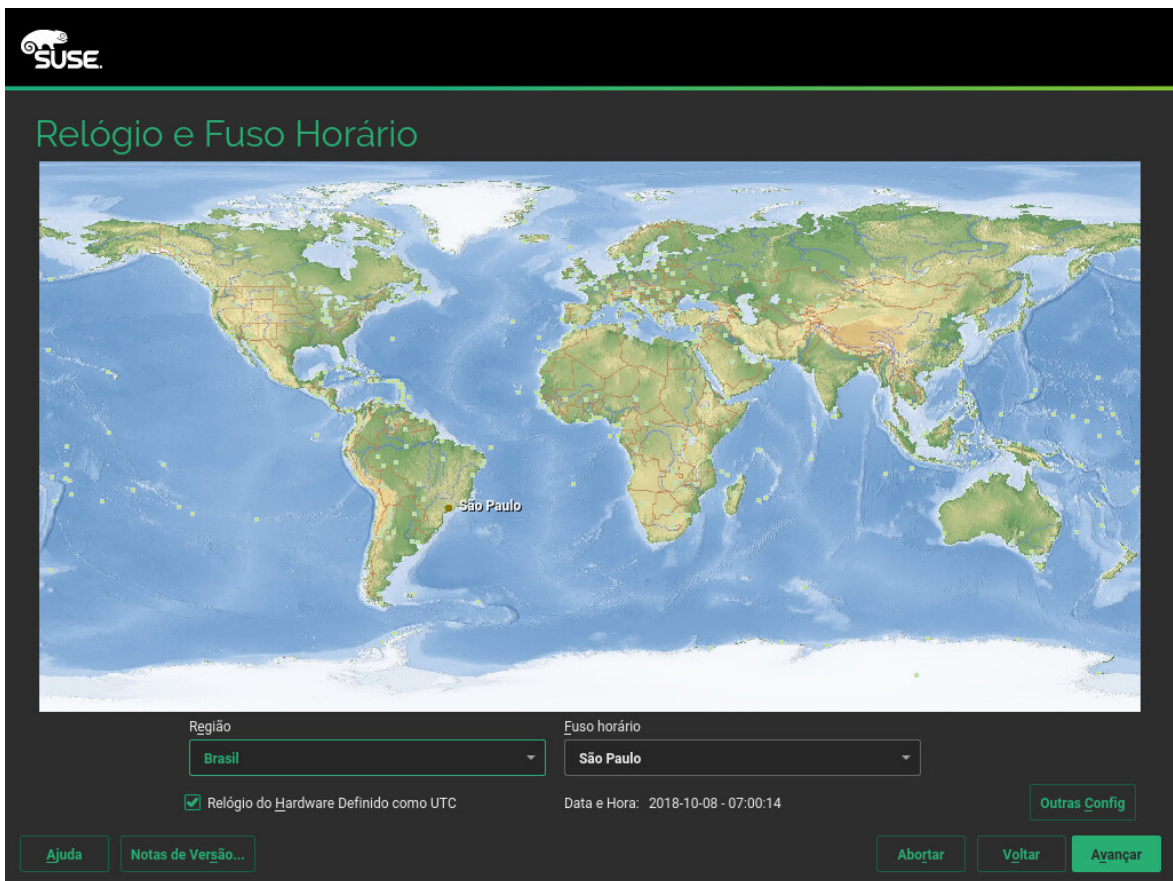 SUSE.
Relógio e Fuso Horário
São Paulo
Região
Fuso horário
Brasil
São Paulo
Relógio do Hardware Definido como UTC
Data e Hora: 2018-10-08 - 07:00:14
Outras Config
Ajuda
Notas de Versão...
Abortar
Voltar
Avançar